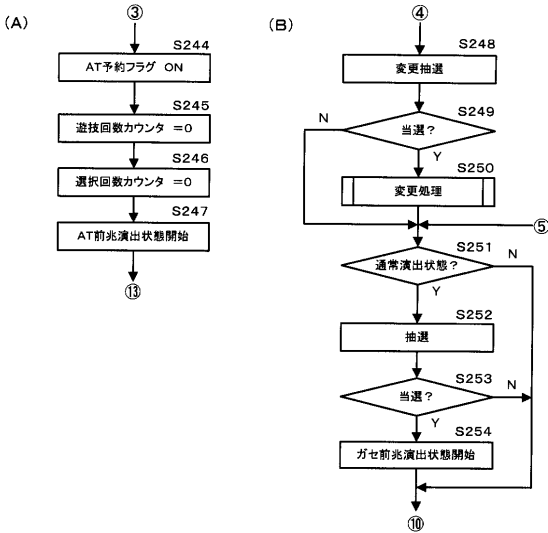 (A)
③
S244
AT予約フラグ ON
S245
遊技回数カウンタ =0
S246
選択回数カウンタ =0
S247
AT前兆演出状態開始
⑬
(B)
④
S248
変更抽選
S249
当選?
N
Y
S250
変更処理
⑤
S251
通常演出状態?
N
Y
S252
抽選
S253
当選?
N
Y
S254
ガセ前兆演出状態開始
⑩